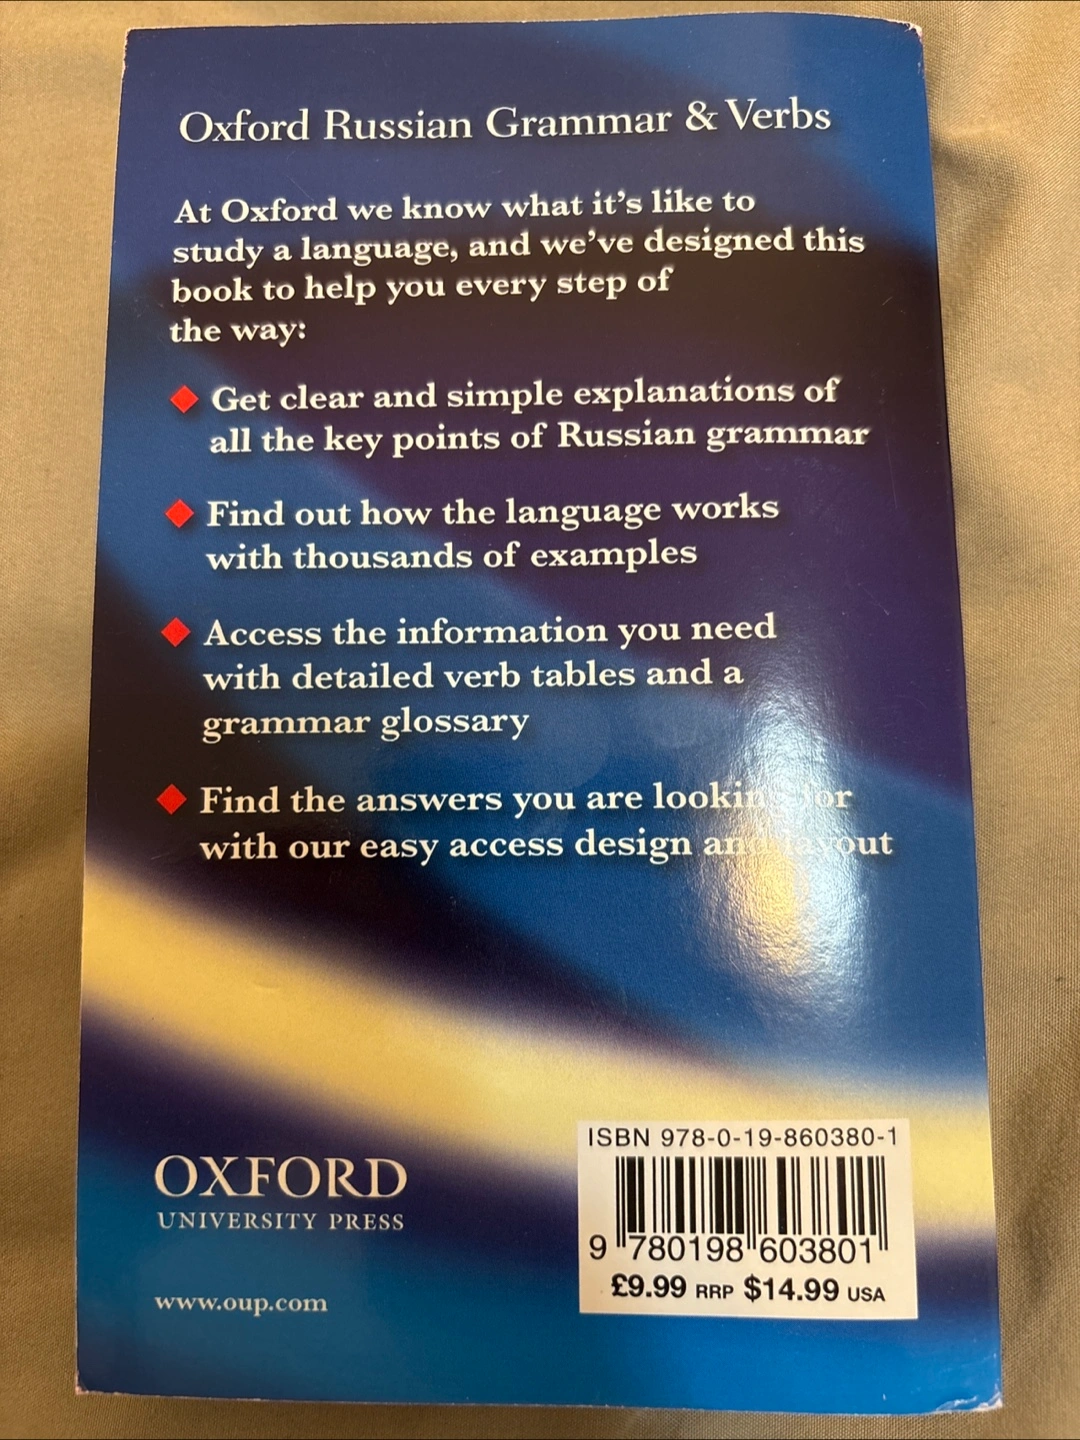 Oxford Russian Grammar & Verbs
At Oxford we know what it's like to
study a language, and we've designed this
book to help you every step of
the way:
Get clear and simple explanations of
all the key points of Russian grammar
Find out how the language works
with thousands of examples
Access the information you need
with detailed verb tables and a
grammar glossary
Find the answers you are looking for
with our easy access design and layout
OXFORD
UNIVERSITY PRESS
www.oup.com
ISBN 978-0-19-860380-1
9 780198 603801
£9.99 RRP $14.99 USA